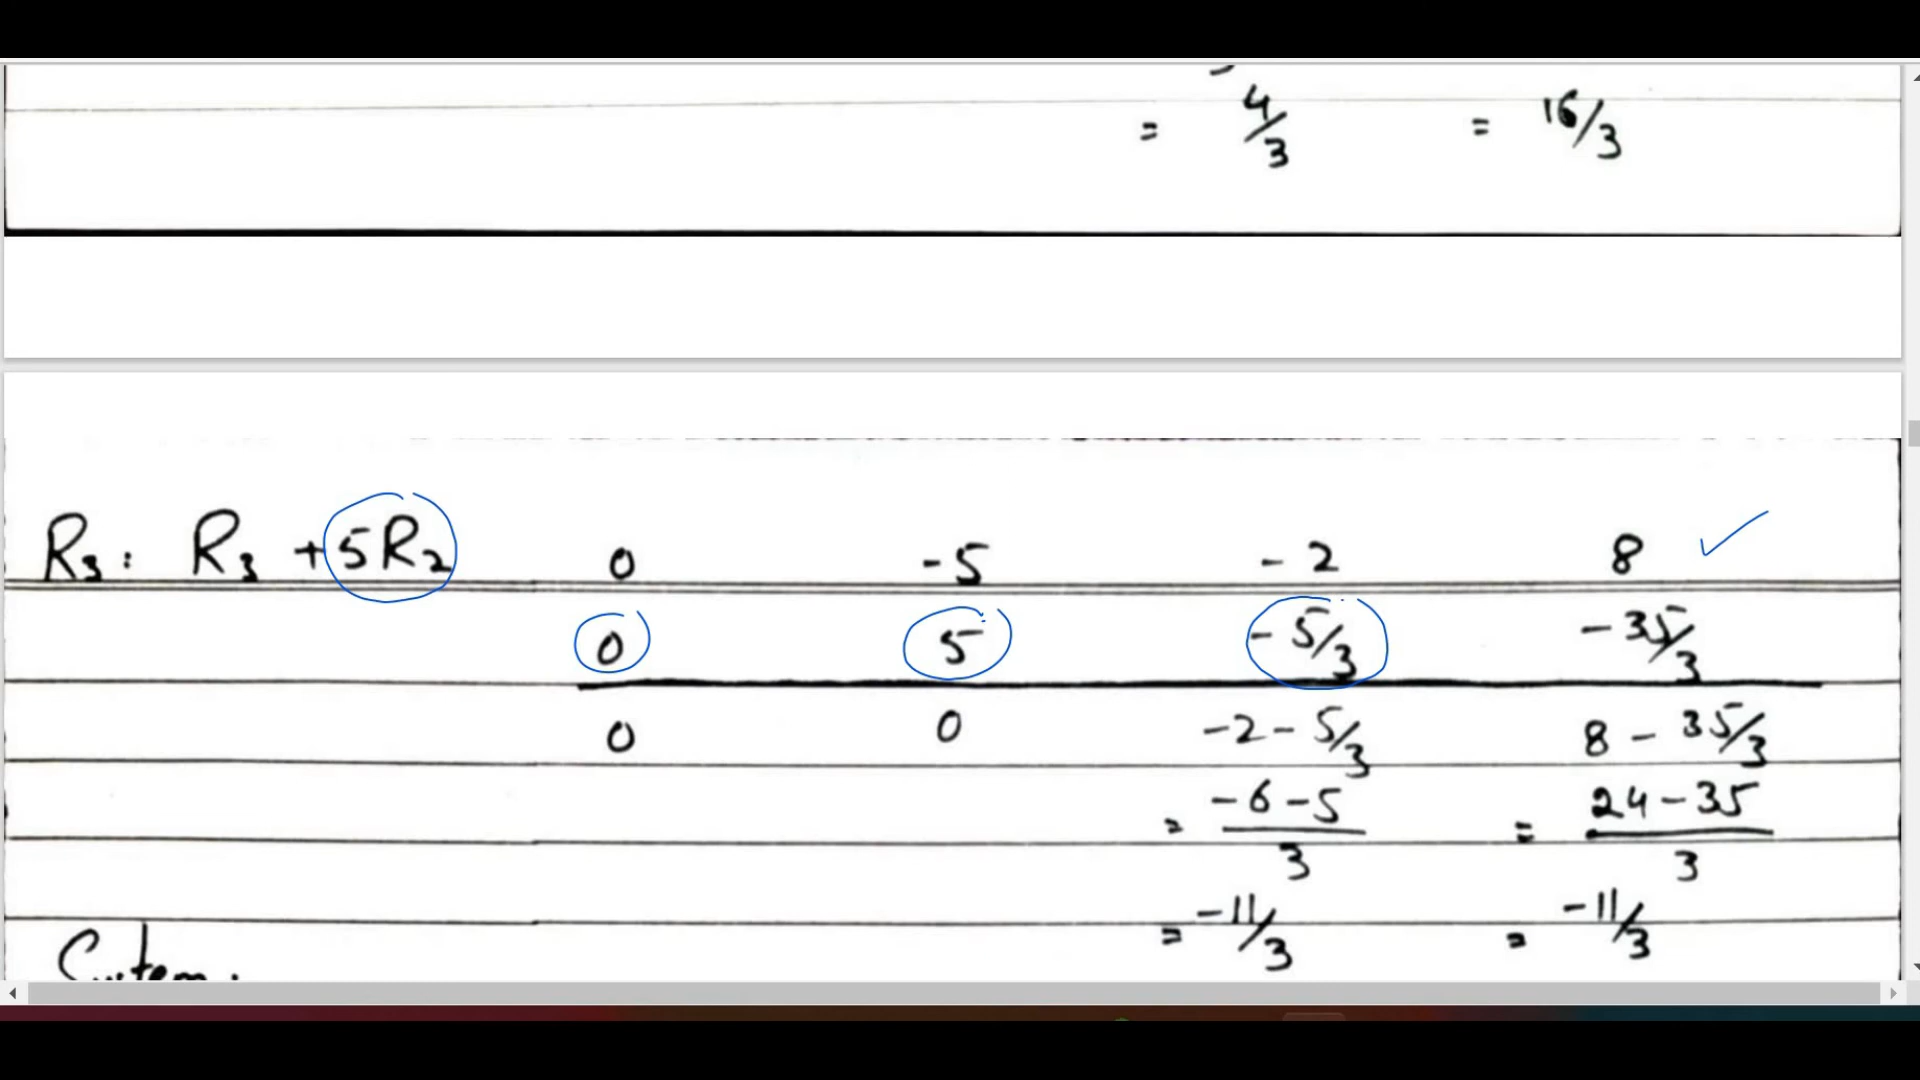 = 4/3 = 16/3
R3: R3 +5R2 0 -5 -2 8
0 5 -5/3 -35/3
0 0 -2-5/3 8-35/3
= -6-5/3 = 24-35/3
= -11/3 = -11/3
System: